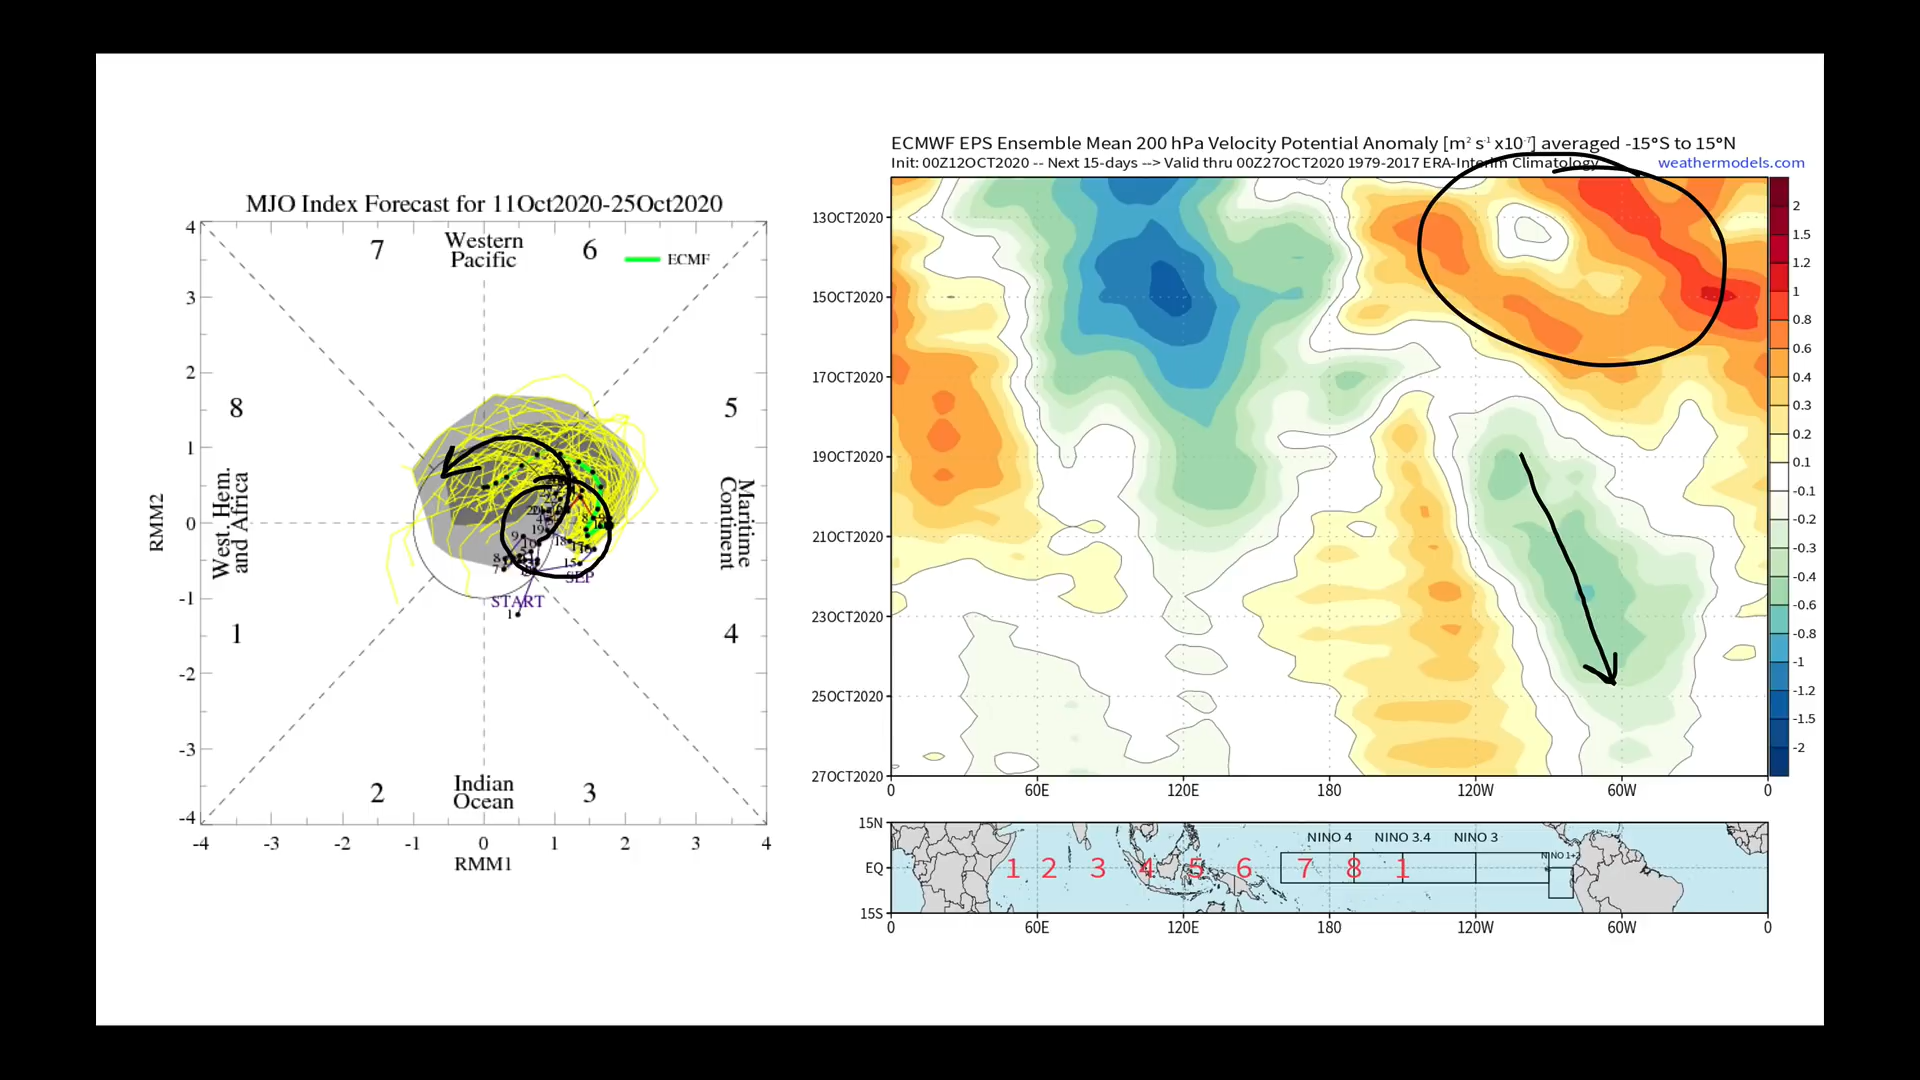 MJO Index Forecast for 11Oct2020-25Oct2020
4
3
2
1
0
-1
-2
-3
-4
RMM2
-4
-3
-2
-1
0
1
2
3
4
RMM1
7
Western
Pacific
6
ECMF
8
5
West. Hem.
and Africa
Maritime
Continent
1
4
2
Indian
Ocean
3
START
1
SEP
15
ECMWF EPS Ensemble Mean 200 hPa Velocity Potential Anomaly [m² s⁻¹ x10⁻⁷] averaged -15°S to 15°N
Init: 00Z12OCT2020 -- Next 15-days --> Valid thru 00Z27OCT2020 1979-2017 ERA-Interim Climatology
weathermodels.com
13OCT2020
15OCT2020
17OCT2020
19OCT2020
21OCT2020
23OCT2020
25OCT2020
27OCT2020
0
60E
120E
180
120W
60W
0
2
1.5
1.2
1
0.8
0.6
0.4
0.3
0.2
0.1
-0.1
-0.2
-0.3
-0.4
-0.6
-0.8
-1
-1.2
-1.5
-2
15N
EQ
15S
NINO 4
NINO 3.4
NINO 3
NINO 1+2
1 2 3 4 5 6 7 8 1
0
60E
120E
180
120W
60W
0